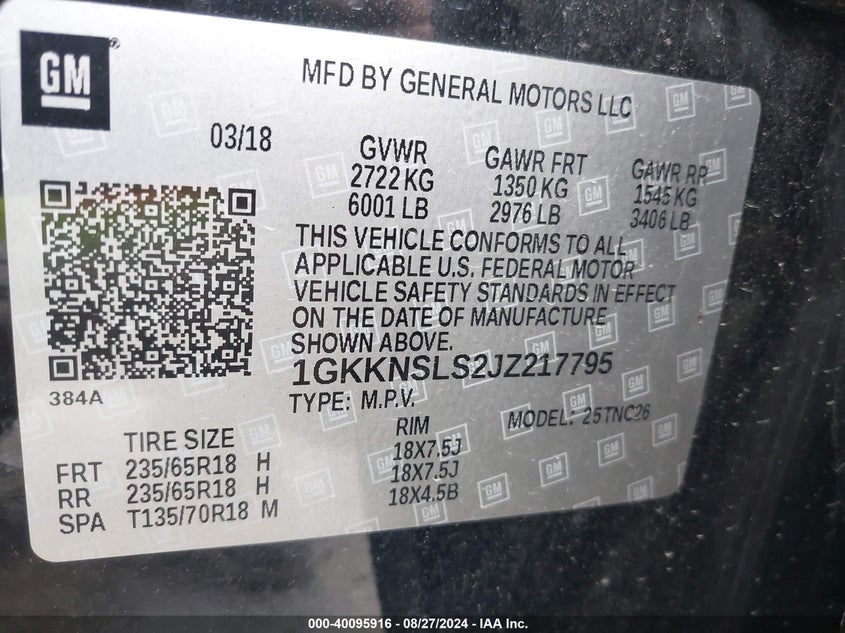 GM
MFD BY GENERAL MOTORS LLC
03/18
GVWR
2722 KG
6001 LB
GAWR FRT
1350 KG
2976 LB
GAWR RR
1545 KG
3406 LB
THIS VEHICLE CONFORMS TO ALL
APPLICABLE U.S. FEDERAL MOTOR
VEHICLE SAFETY STANDARDS IN EFFECT
ON THE DATE OF MANUFACTURE
SHOWN ABOVE.
1GKKNSLS2JZ217795
384A
TYPE: M.P.V.
MODEL: 25TNC26
TIRE SIZE RIM
FRT 235/65R18 H 18X7.5J
RR 235/65R18 H 18X7.5J
SPA T135/70R18 M 18X4.5B
000-40095916 - 08/27/2024 - IAA Inc.